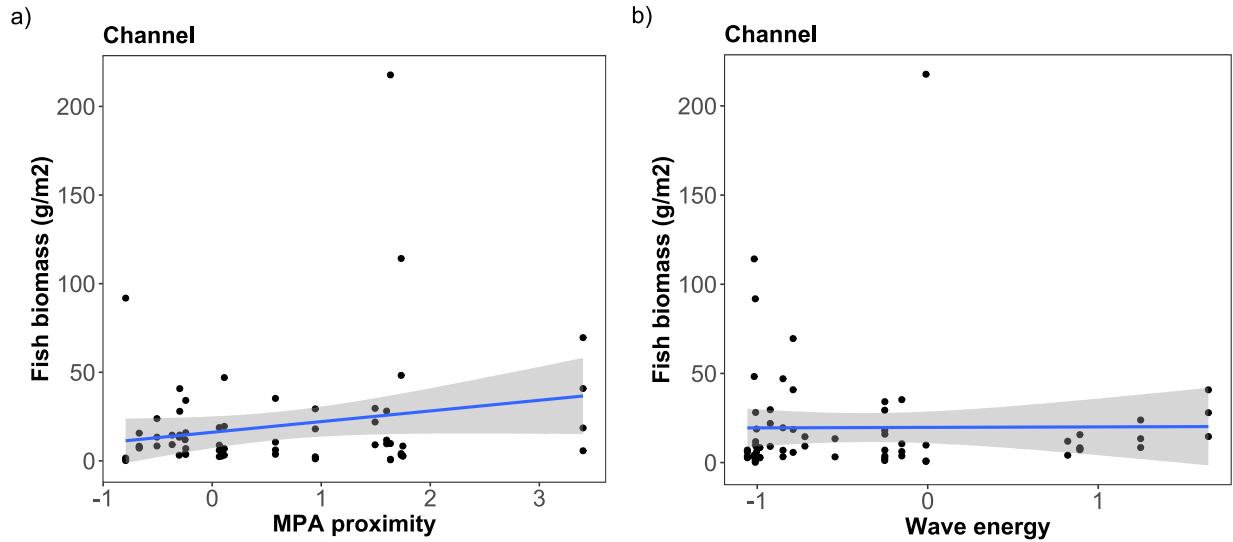 a)
Channel
Fish biomass (g/m2)
200
150
100
50
0
-1 0 1 2 3
MPA proximity
b)
Channel
Fish biomass (g/m2)
200
150
100
50
0
-1 0 1
Wave energy